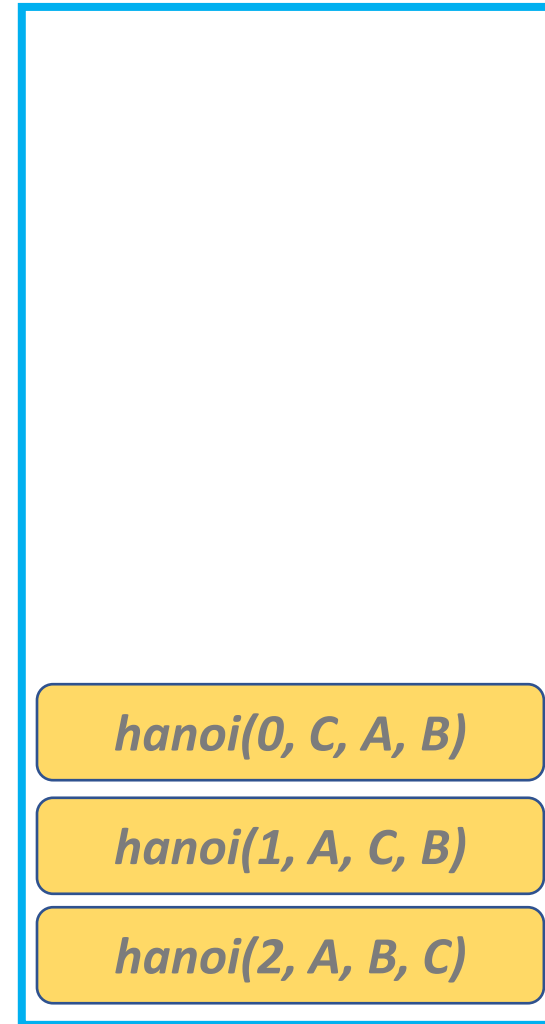 hanoi(0, C, A, B)
hanoi(1, A, C, B)
hanoi(2, A, B, C)